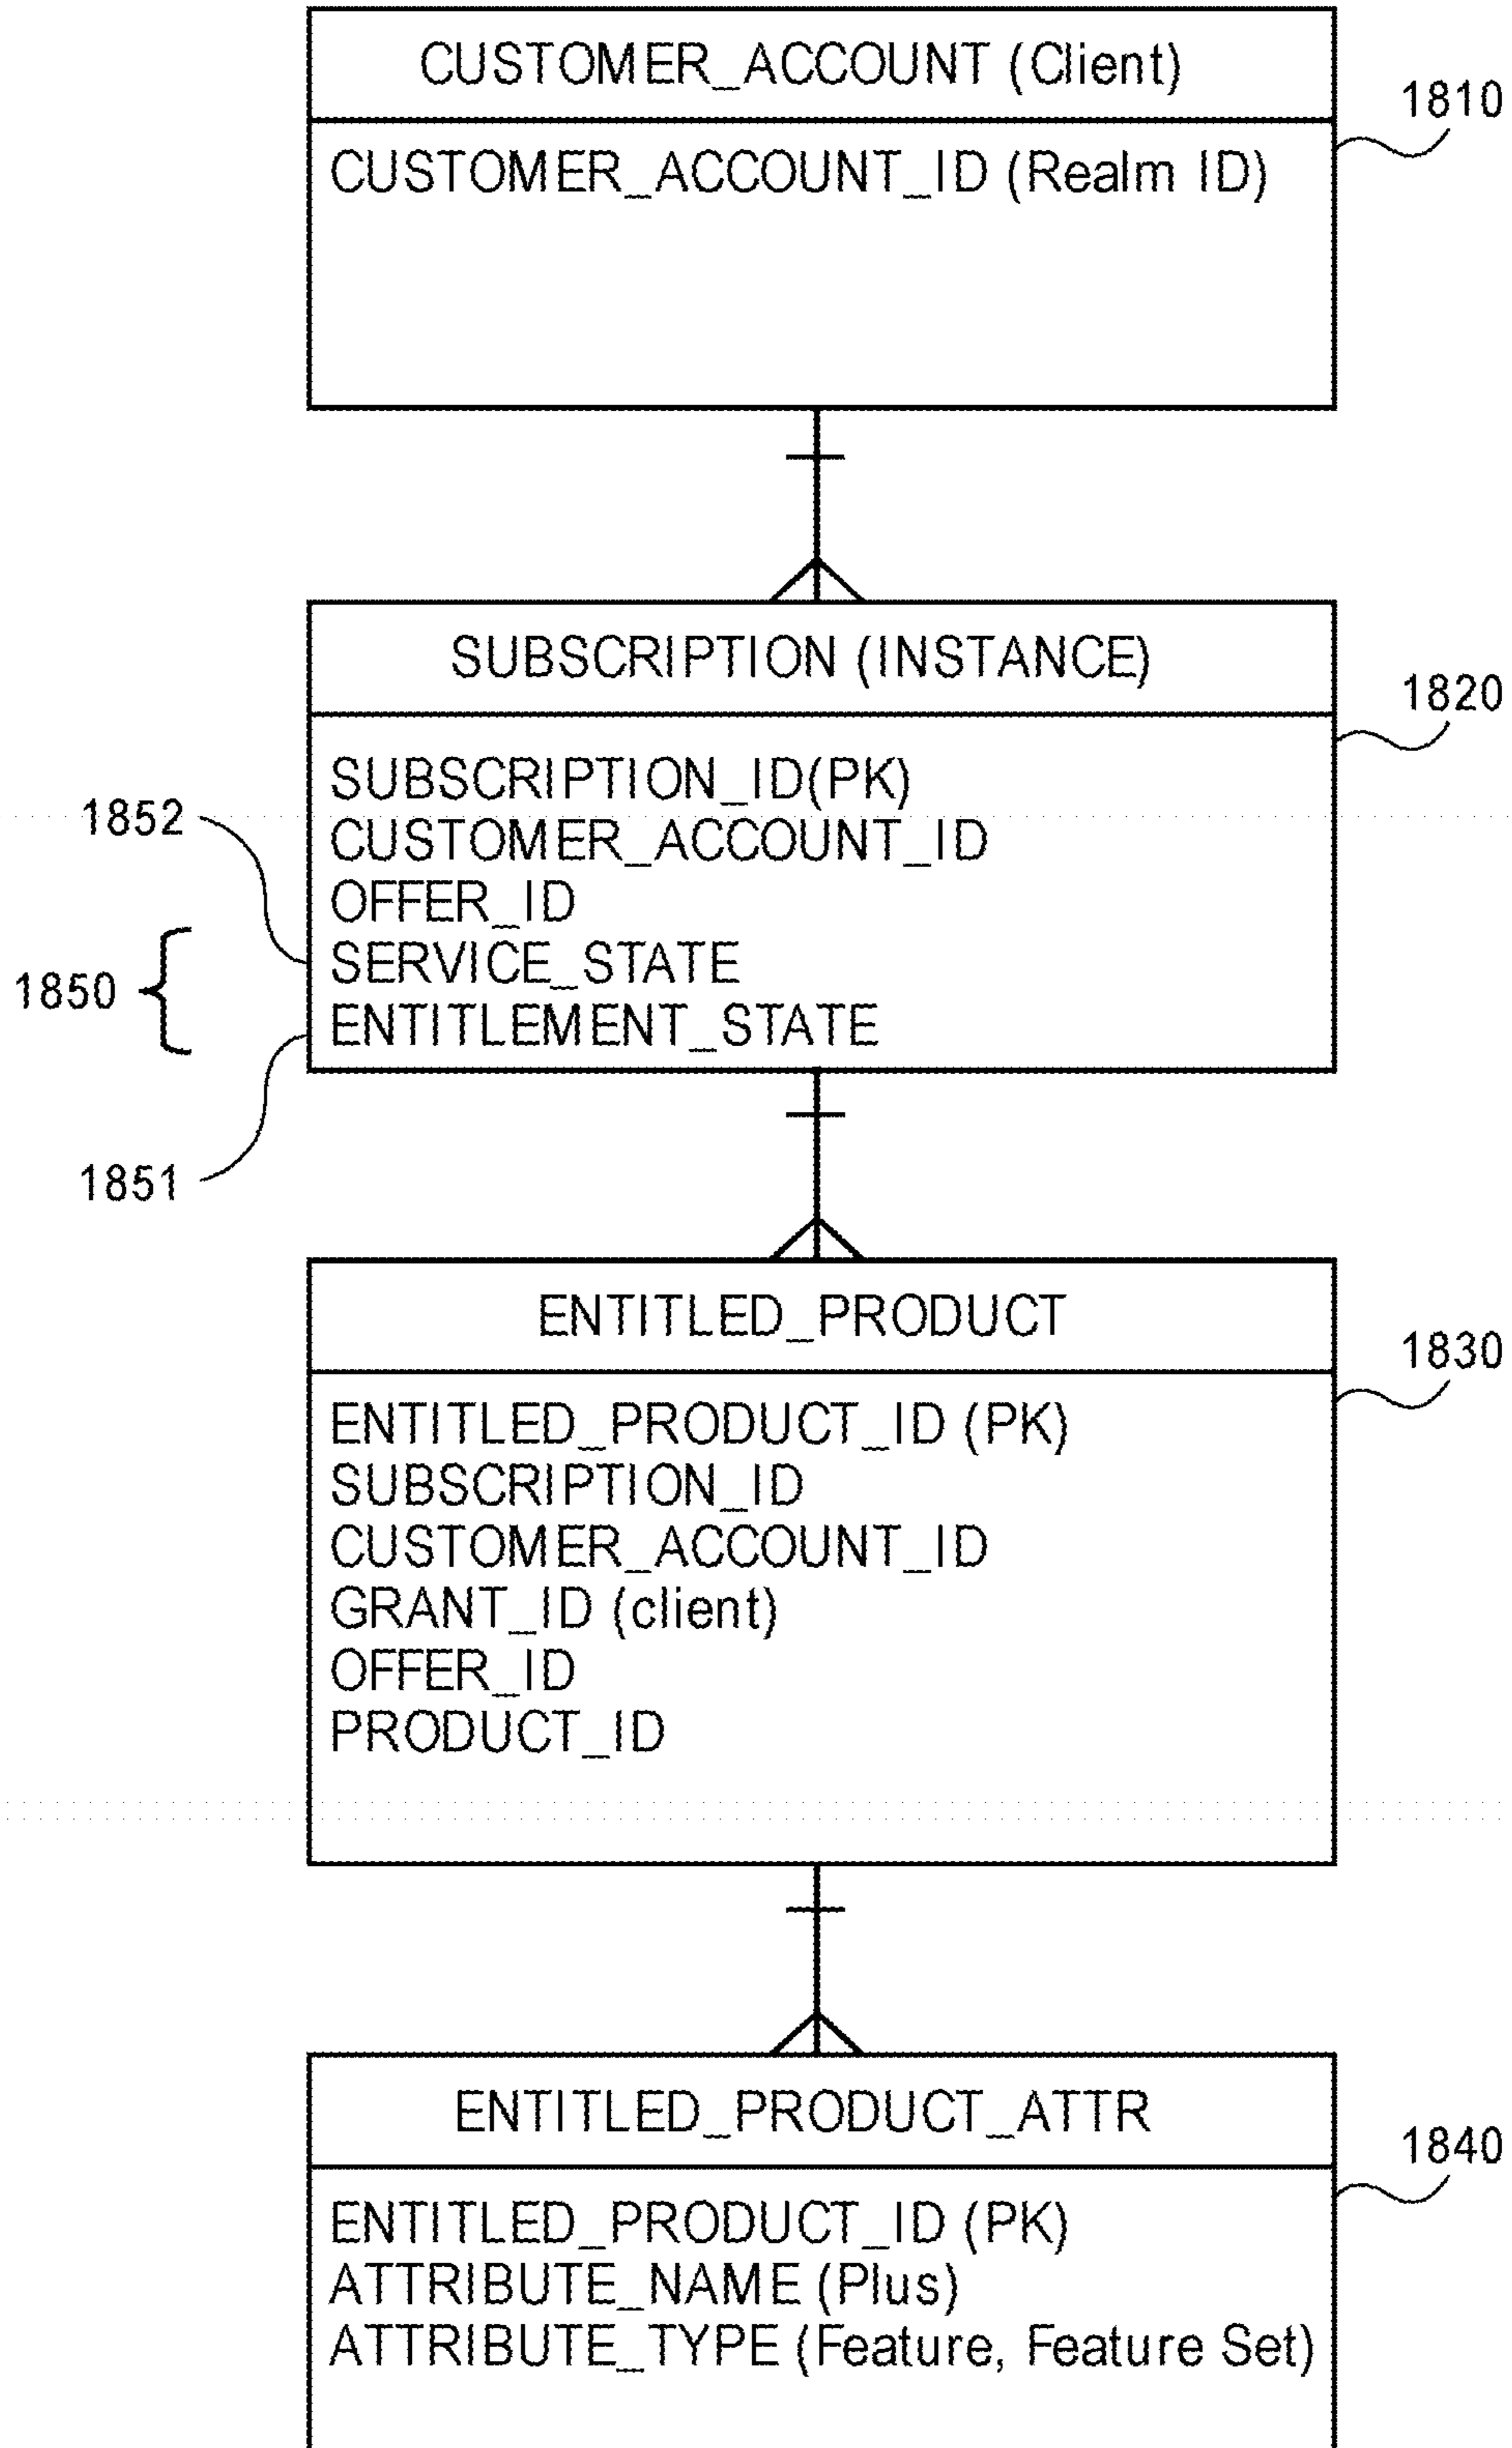 CUSTOMER_ACCOUNT (Client)
1810
CUSTOMER_ACCOUNT_ID (Realm ID)
SUBSCRIPTION (INSTANCE)
1820
SUBSCRIPTION_ID(PK)
1852
CUSTOMER_ACCOUNT_ID
OFFER_ID
SERVICE_STATE
1850
ENTITLEMENT_STATE
1851
ENTITLED_PRODUCT
1830
ENTITLED_PRODUCT_ID (PK)
SUBSCRIPTION_ID
CUSTOMER_ACCOUNT_ID
GRANT_ID (client)
OFFER_ID
PRODUCT_ID
ENTITLED_PRODUCT_ATTR
1840
ENTITLED_PRODUCT_ID (PK)
ATTRIBUTE_NAME (Plus)
ATTRIBUTE_TYPE (Feature, Feature Set)